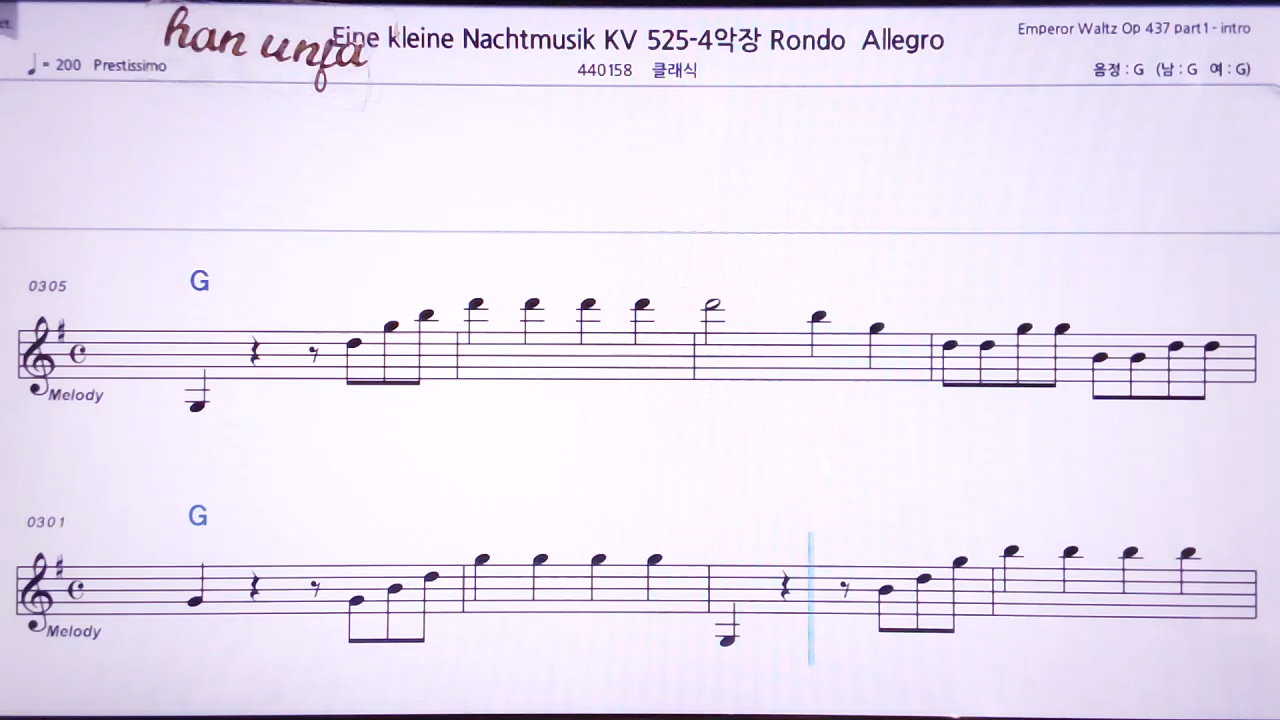 ct.
han unfa
Eine kleine Nachtmusik KV 525-4악장 Rondo Allegro
Emperor Waltz Op 437 part1 - intro
= 200 Prestissimo
440158 클래식
음정 : G (남 : G 여 : G)
0305
G
Melody
0301
G
Melody